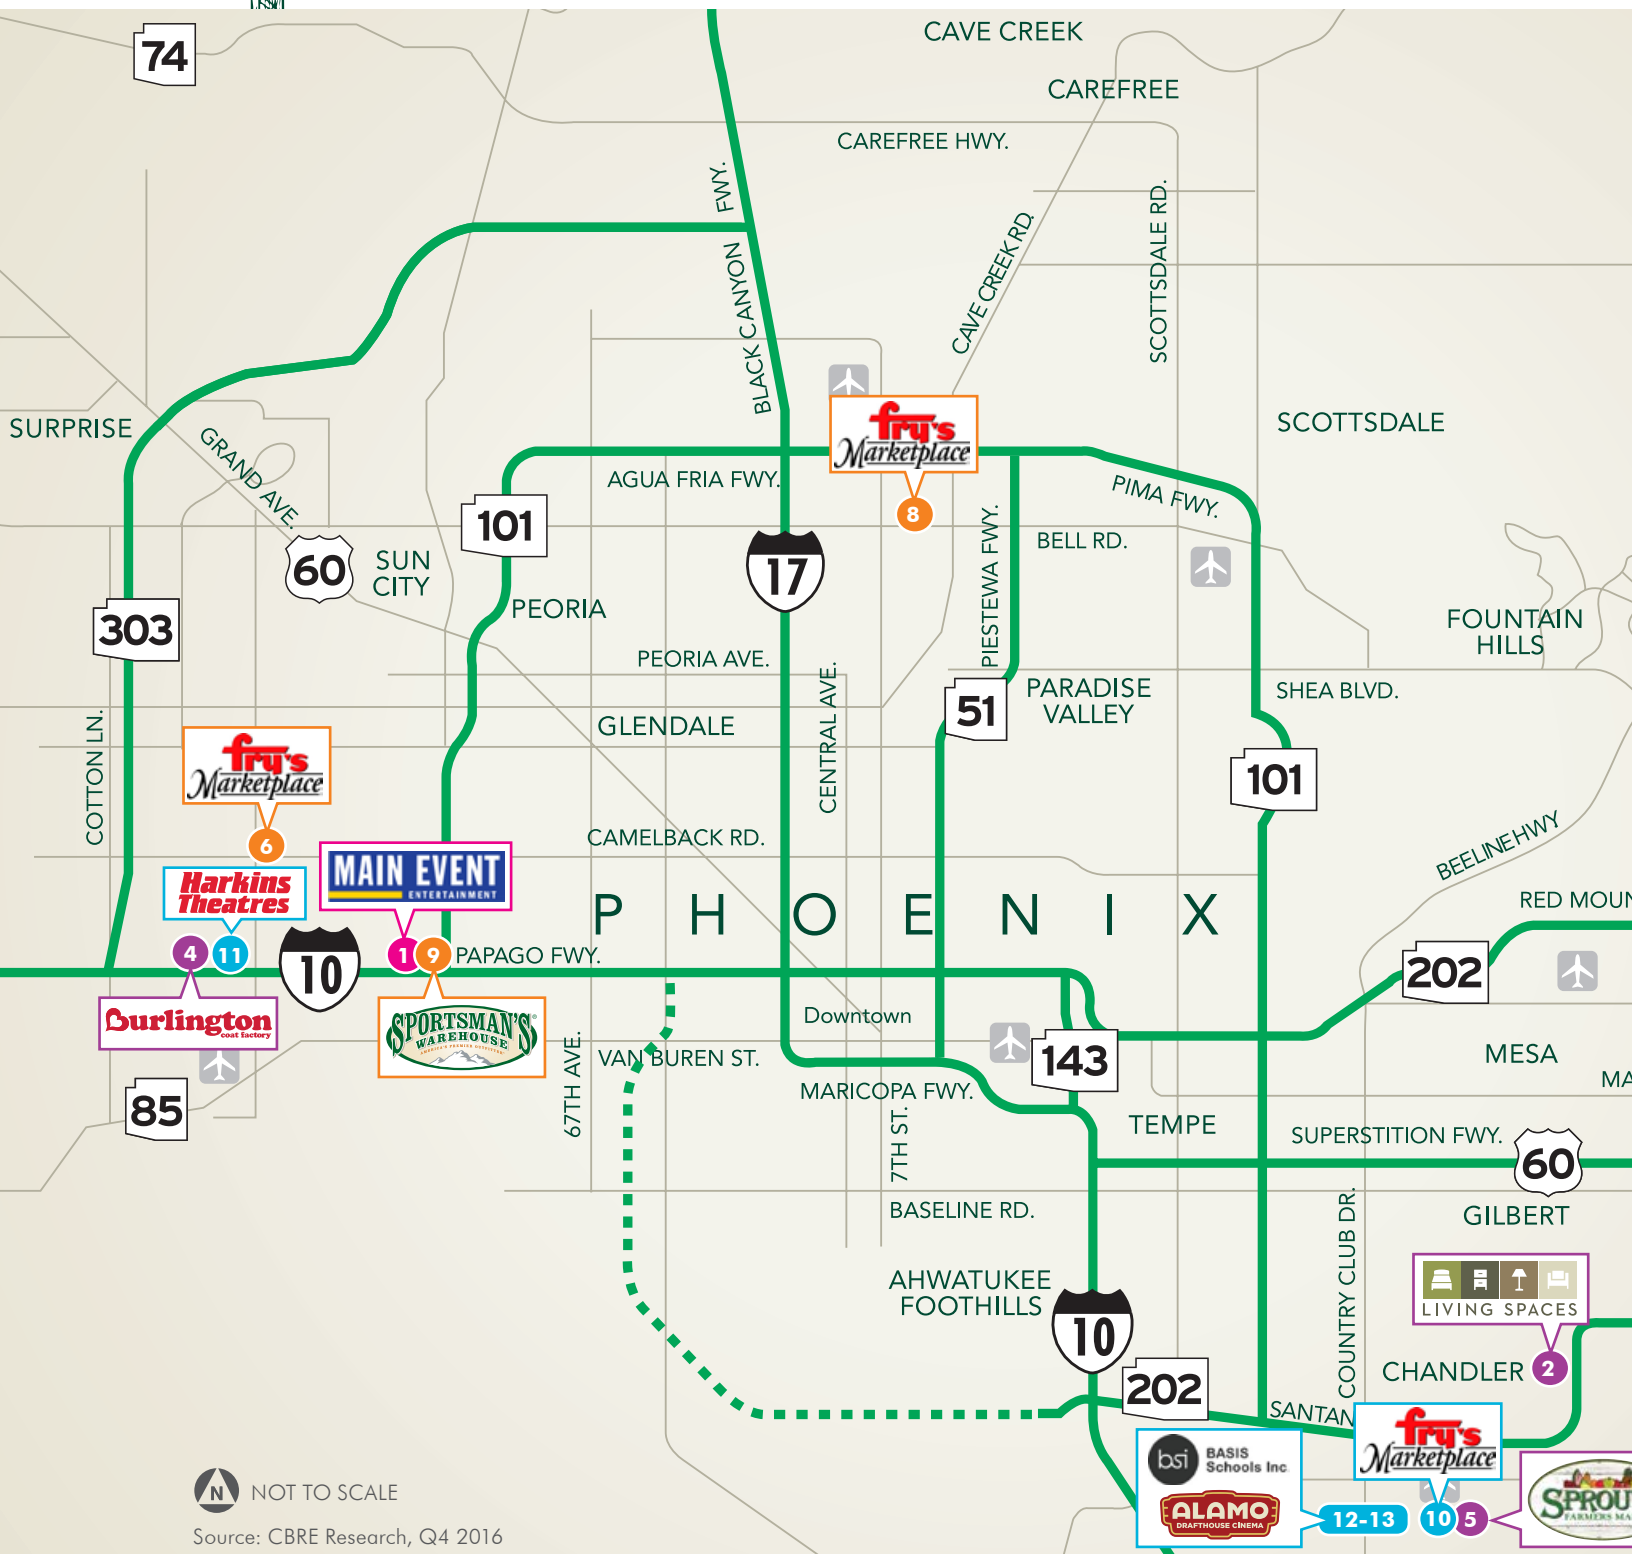 74
CAVE CREEK
CAREFREE
CAREFREE HWY.
BLACK CANYON FWY.
CAVE CREEK RD.
SCOTTSDALE RD.
SURPRISE
GRAND AVE.
fry's
Marketplace
8
SCOTTSDALE
AGUA FRIA FWY.
PIMA FWY.
101
17
60
SUN
CITY
PIESTEWA FWY.
BELL RD.
303
PEORIA
FOUNTAIN
HILLS
PEORIA AVE.
51
PARADISE
VALLEY
SHEA BLVD.
COTTON LN.
GLENDALE
CENTRAL AVE.
101
fry's
Marketplace
6
CAMELBACK RD.
BEELINE HWY
Harkins
Theatres
MAIN EVENT
ENTERTAINMENT
PHOENIX
RED MOUN
4
11
10
1
9
PAPAGO FWY.
202
Burlington
coat factory
SPORTSMAN'S
WAREHOUSE
AMERICA'S PREMIER OUTFITTER
Downtown
143
67TH AVE.
VAN BUREN ST.
MESA
MA
85
MARICOPA FWY.
7TH ST.
TEMPE
SUPERSTITION FWY.
60
BASELINE RD.
GILBERT
COUNTRY CLUB DR.
AHWATUKEE
FOOTHILLS
10
LIVING SPACES
CHANDLER
2
202
SANTAN
fry's
Marketplace
bsi
BASIS
Schools Inc
ALAMO
DRAFTHOUSE CINEMA
12-13
10
5
SPROU
FARMERS MA
N
NOT TO SCALE
Source: CBRE Research, Q4 2016